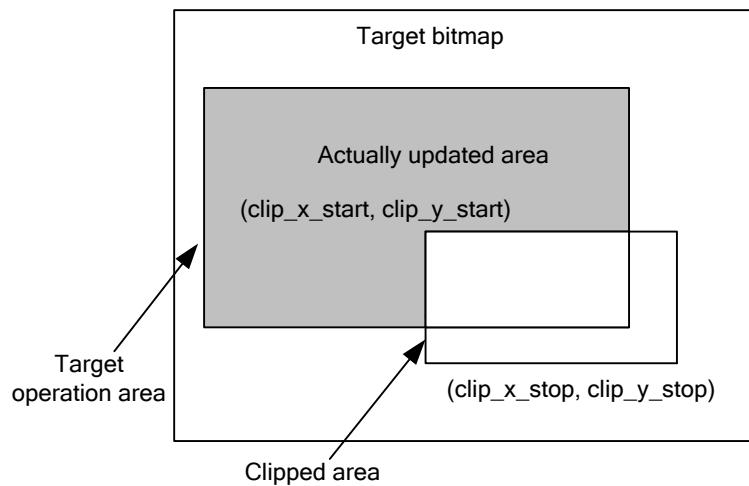 Target bitmap
Actually updated area
(clip_x_start, clip_y_start)
Target
operation area
(clip_x_stop, clip_y_stop)
Clipped area